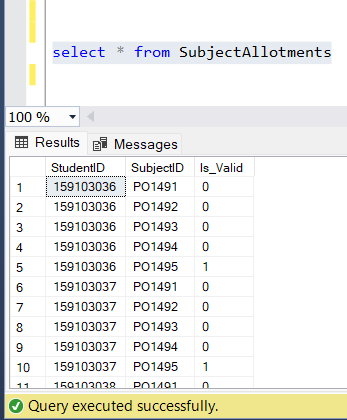 select * from SubjectAllotments
100 %
Results Messages
StudentID SubjectID Is_Valid
1 159103036 PO1491 0
2 159103036 PO1492 0
3 159103036 PO1493 0
4 159103036 PO1494 0
5 159103036 PO1495 1
6 159103037 PO1491 0
7 159103037 PO1492 0
8 159103037 PO1493 0
9 159103037 PO1494 0
10 159103037 PO1495 1
11 159103038 PO1491 0
Query executed successfully.